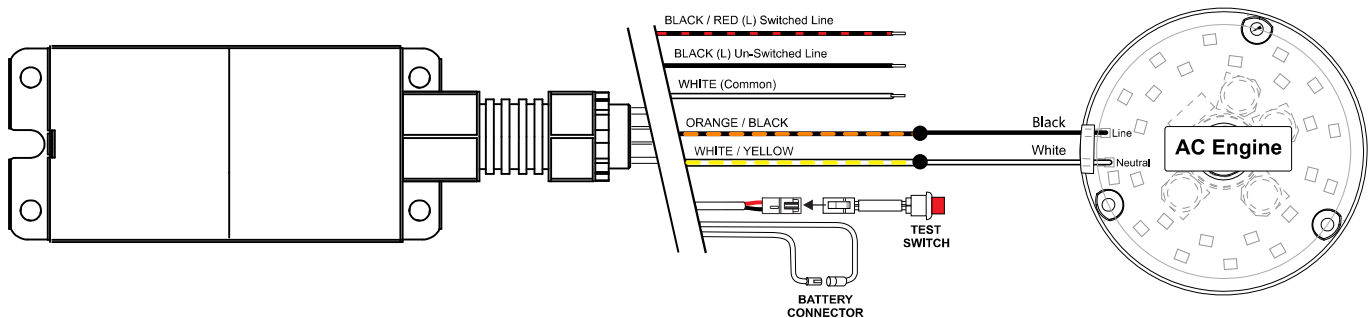 BLACK / RED (L) Switched Line
BLACK (L) Un-Switched Line
WHITE (Common)
ORANGE / BLACK
WHITE / YELLOW
Black
White
Line
Neutral
AC Engine
TEST
SWITCH
BATTERY
CONNECTOR